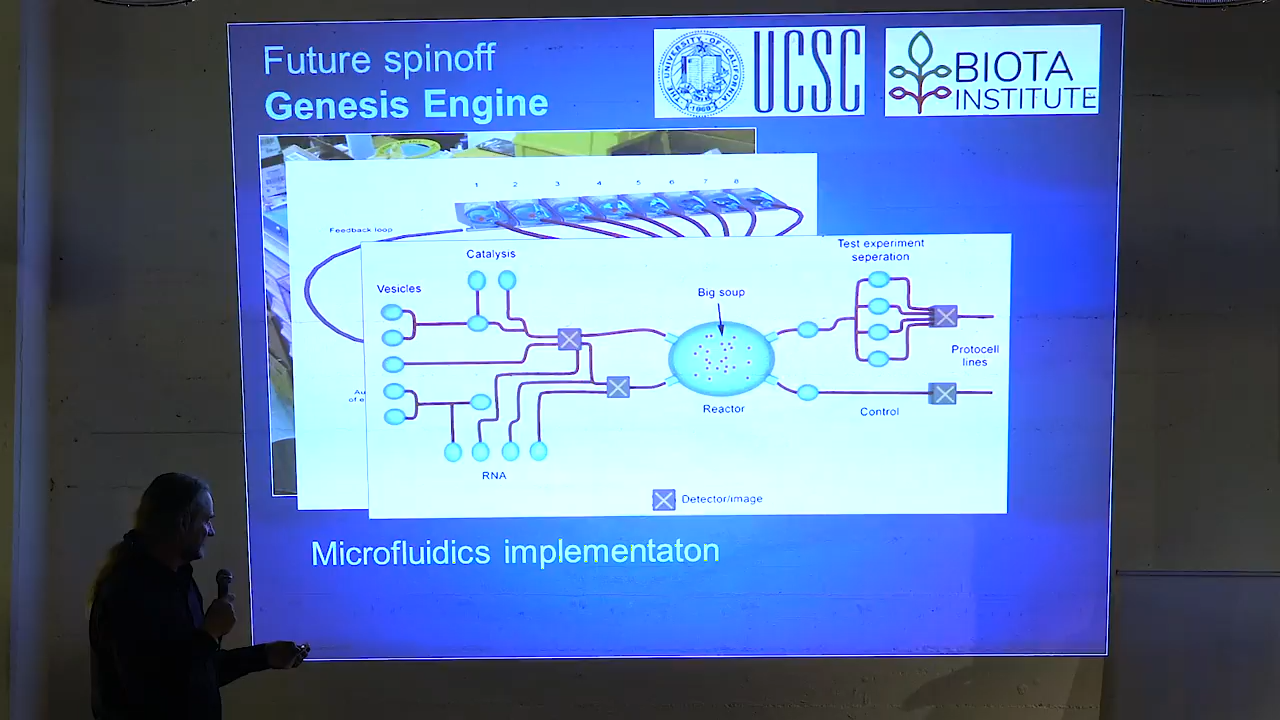 Future spinoff
Genesis Engine
UCSC
BIOTA
INSTITUTE
1 2 3 4 5 6 7 8
Feedback loop
Catalysis
Vesicles
Big soup
Test experiment
seperation
Protocell
lines
Reactor
Control
RNA
Detector/image
Microfluidics implementaton